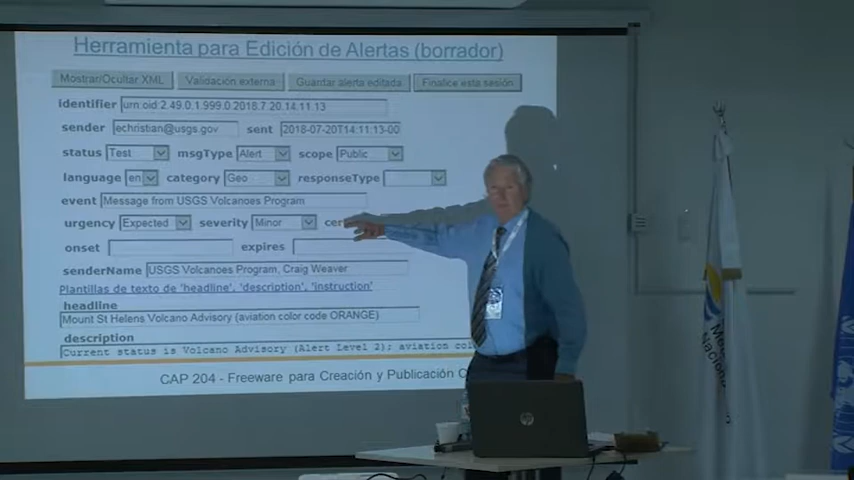 Herramienta para Edición de Alertas (borrador)
Mostrar/Ocultar XML Validación externa Guardar alerta editada Finalice esta sesión
identifier urn:oid:2.49.0.1.999.0.2018.7.20.14.11.13
sender echristian@usgs.gov sent 2018-07-20T14:11:13-00
status Test msgType Alert scope Public
language en category Geo responseType
event Message from USGS Volcanoes Program
urgency Expected severity Minor
onset expires
senderName USGS Volcanoes Program, Craig Weaver
Plantillas de texto de 'headline', 'description', 'instruction'
headline
Mount St Helens Volcano Advisory (aviation color code ORANGE)
description
Current status is Volcano Advisory (Alert Level 2); aviation
CAP 204 - Freeware para Creación y Publicación
hp